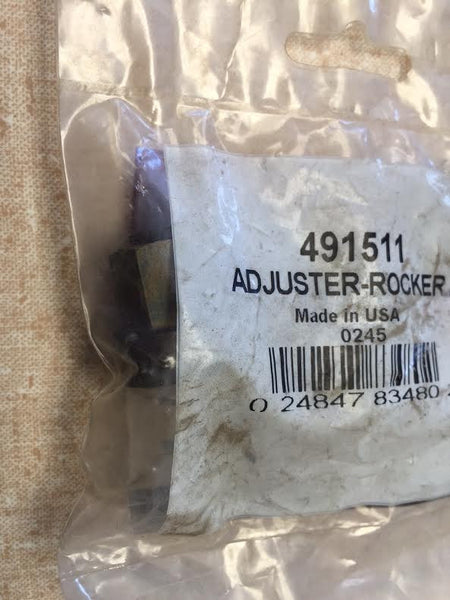 491511
ADJUSTER-ROCKER
Made in USA
0245
0 24847 83480